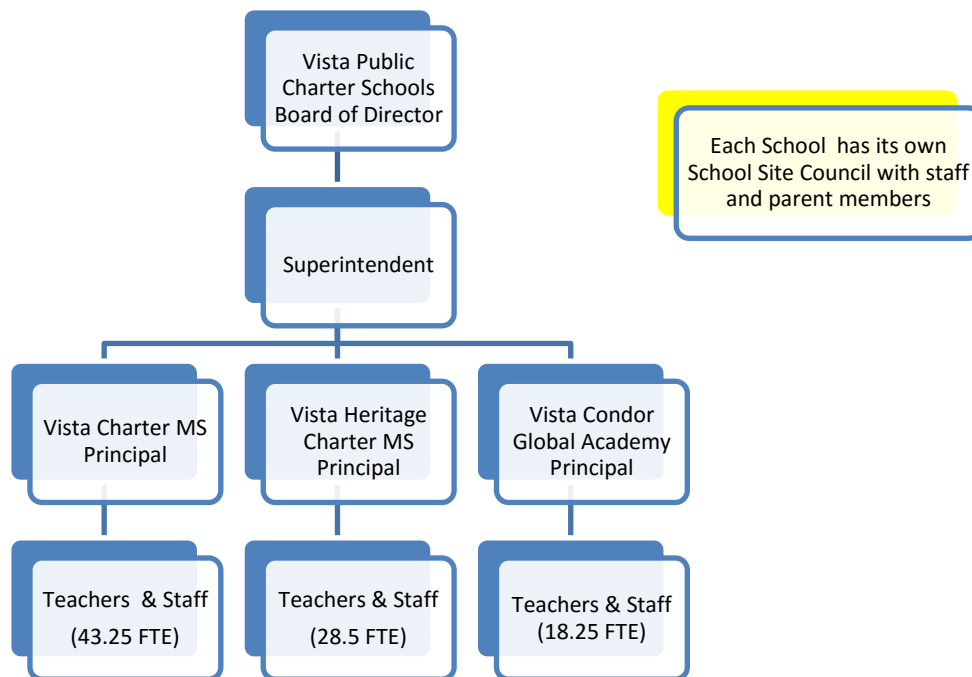 Vista Public
Charter Schools
Board of Director
Each School has its own
School Site Council with staff
and parent members
Superintendent
Vista Charter MS
Principal
Vista Heritage
Charter MS
Principal
Vista Condor
Global Academy
Principal
Teachers & Staff
(43.25 FTE)
Teachers & Staff
(28.5 FTE)
Teachers & Staff
(18.25 FTE)